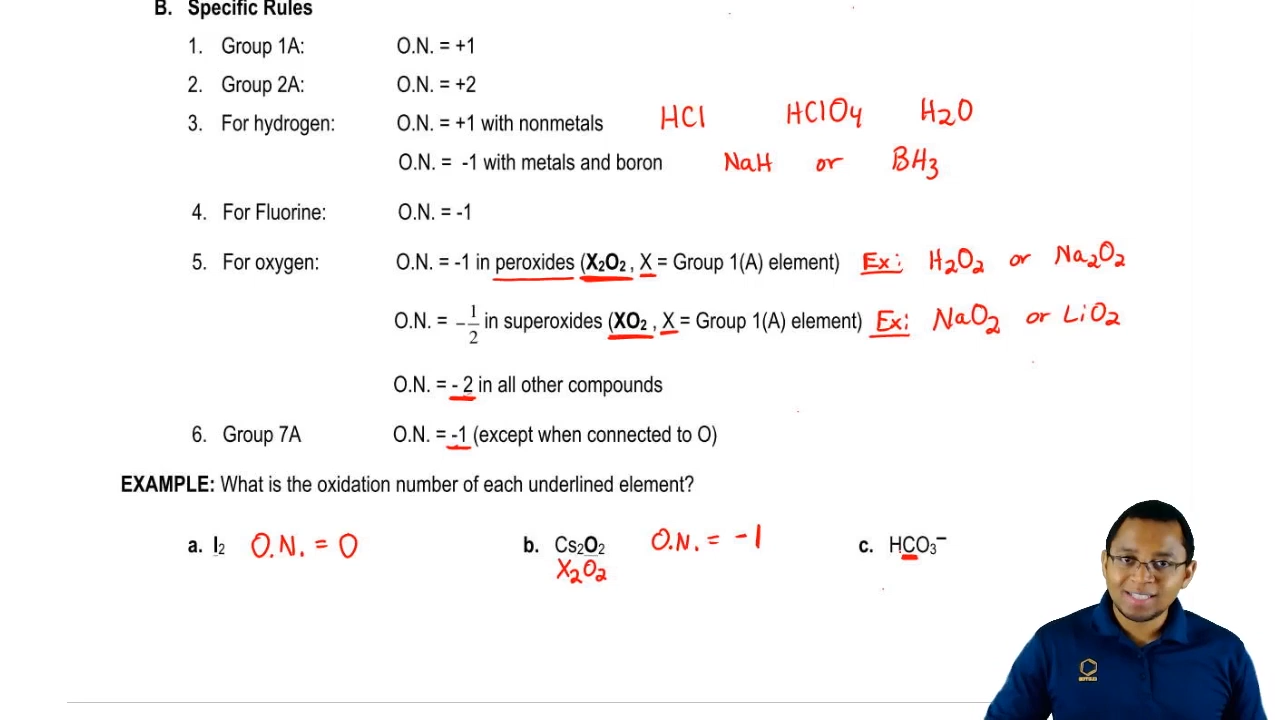 B. Specific Rules
1. Group 1A: O.N. = +1
2. Group 2A: O.N. = +2
3. For hydrogen: O.N. = +1 with nonmetals HCl HClO4 H2O
O.N. = -1 with metals and boron NaH or BH3
4. For Fluorine: O.N. = -1
5. For oxygen: O.N. = -1 in peroxides (X2O2 , X = Group 1(A) element) Ex: H2O2 or Na2O2
O.N. = -1/2 in superoxides (XO2 , X = Group 1(A) element) Ex: NaO2 or LiO2
O.N. = - 2 in all other compounds
6. Group 7A O.N. = -1 (except when connected to O)
EXAMPLE: What is the oxidation number of each underlined element?
a. I2 O.N. = 0 b. Cs2O2 O.N. = -1 c. HCO3−
X2O2